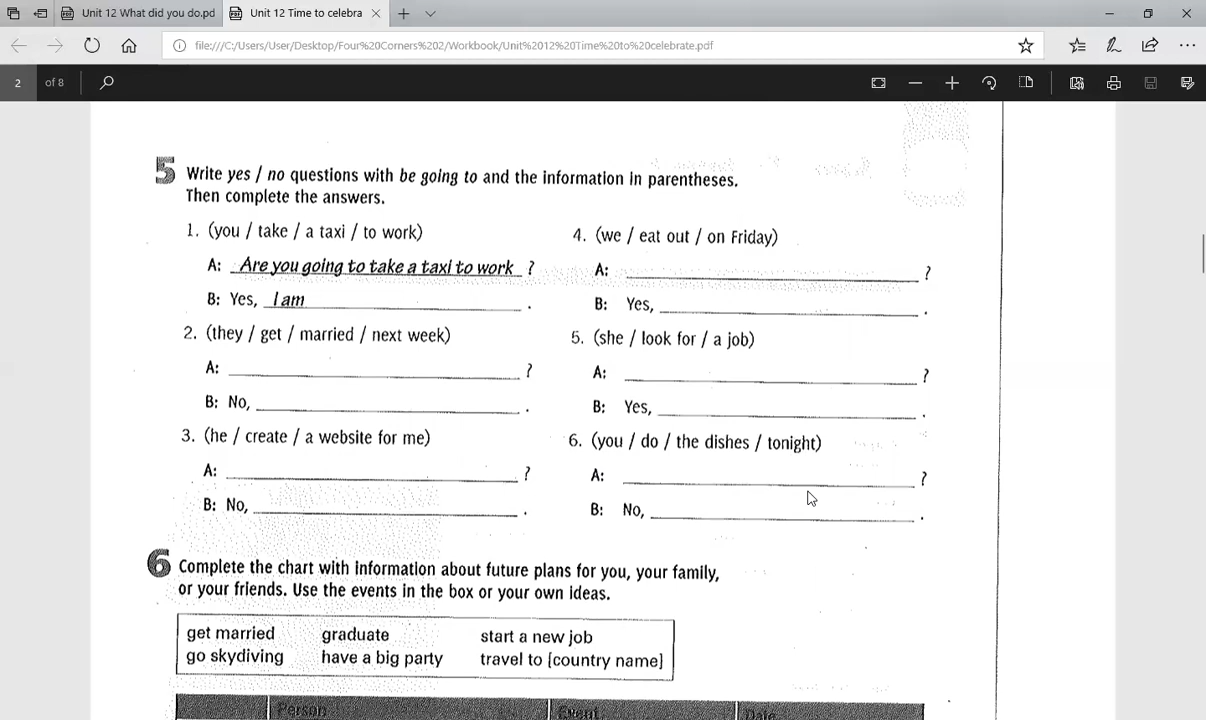 Unit 12 What did you do.pd
Unit 12 Time to celebra
file:///C:/Users/User/Desktop/Four%20Corners%202/Workbook/Unit%2012%20Time%20to%20celebrate.pdf
2 of 8
5 Write yes / no questions with be going to and the information in parentheses.
Then complete the answers.
1. (you / take / a taxi / to work)
A: Are you going to take a taxi to work ?
B: Yes, I am .
2. (they / get / married / next week)
A: ?
B: No, .
3. (he / create / a website for me)
A: ?
B: No, .
4. (we / eat out / on Friday)
A: ?
B: Yes, .
5. (she / look for / a job)
A: ?
B: Yes, .
6. (you / do / the dishes / tonight)
A: ?
B: No, .
6 Complete the chart with information about future plans for you, your family,
or your friends. Use the events in the box or your own ideas.
get married graduate start a new job
go skydiving have a big party travel to [country name]
Person Event Date